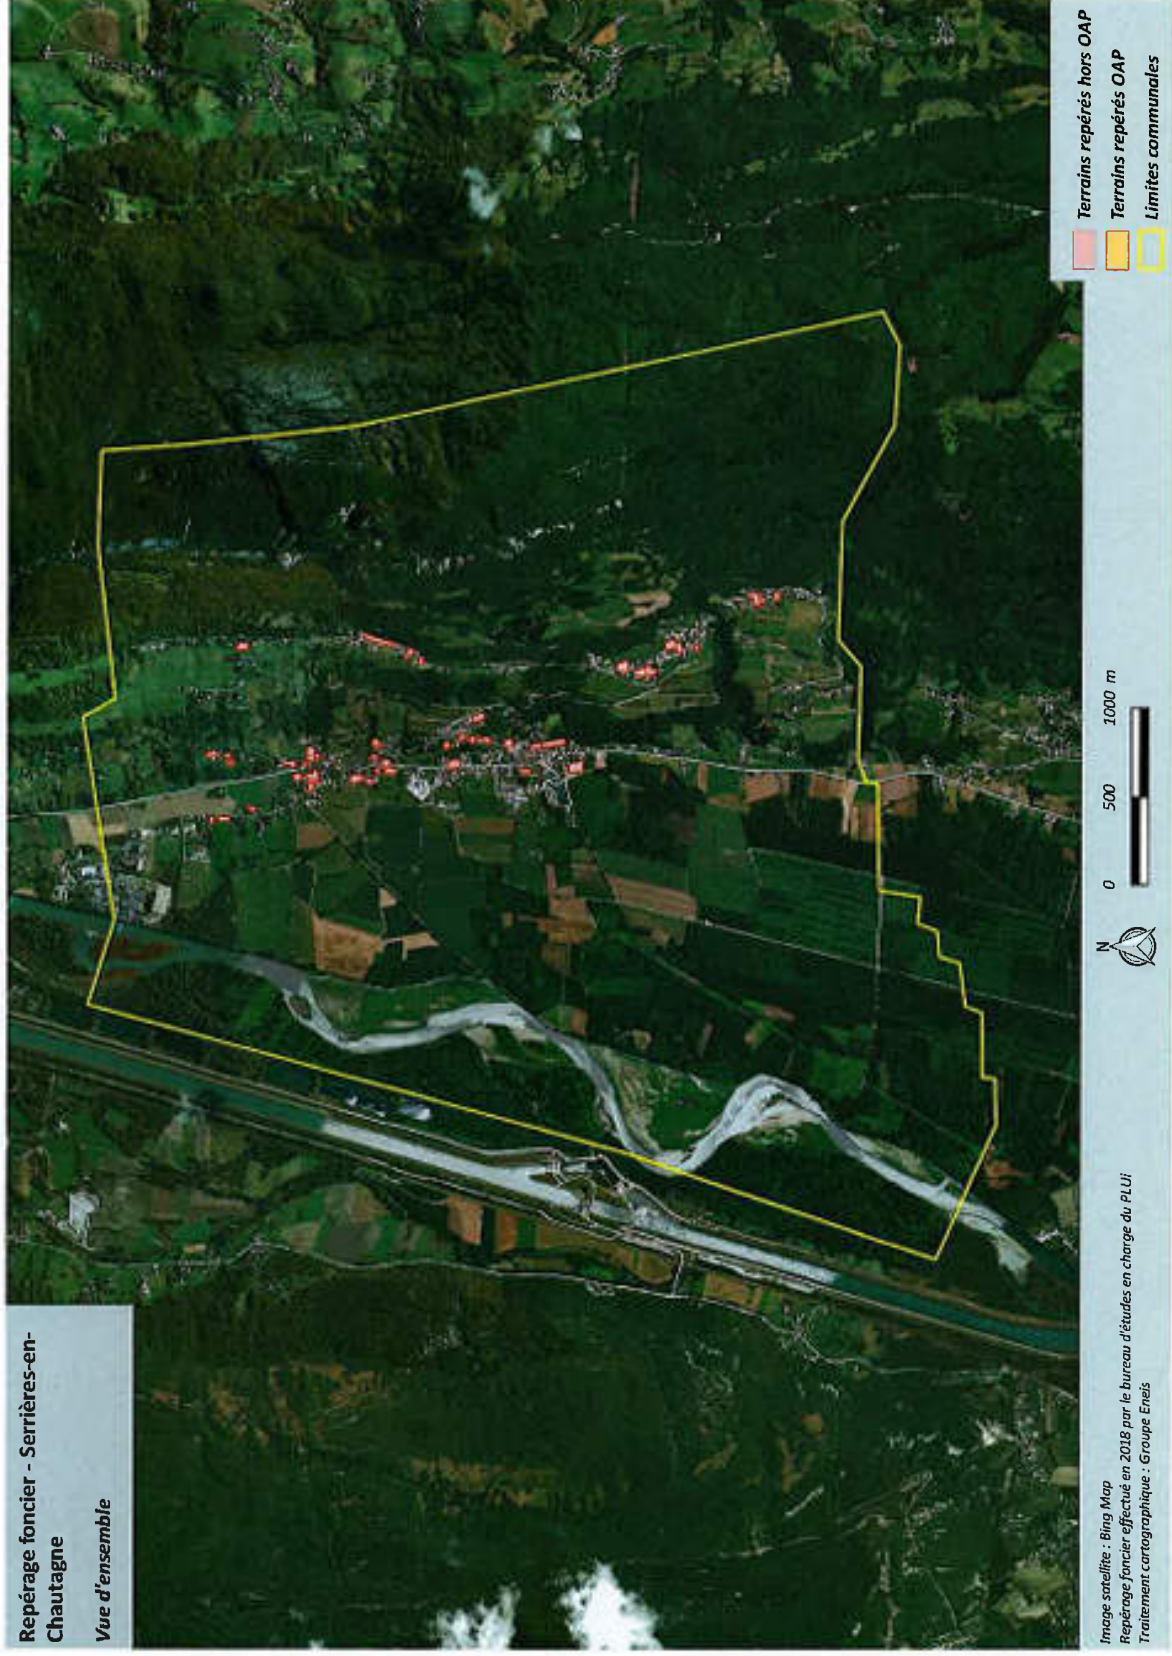 Repérage foncier - Serrières-en-
Chautagne
Vue d'ensemble
Terrains repérés hors OAP
Terrains repérés OAP
Limites communales
N
0 500 1000 m
Image satellite : Bing Map
Repérage foncier effectué en 2018 par le bureau d'études en charge du PLUi
Traitement cartographique : Groupe Eneis